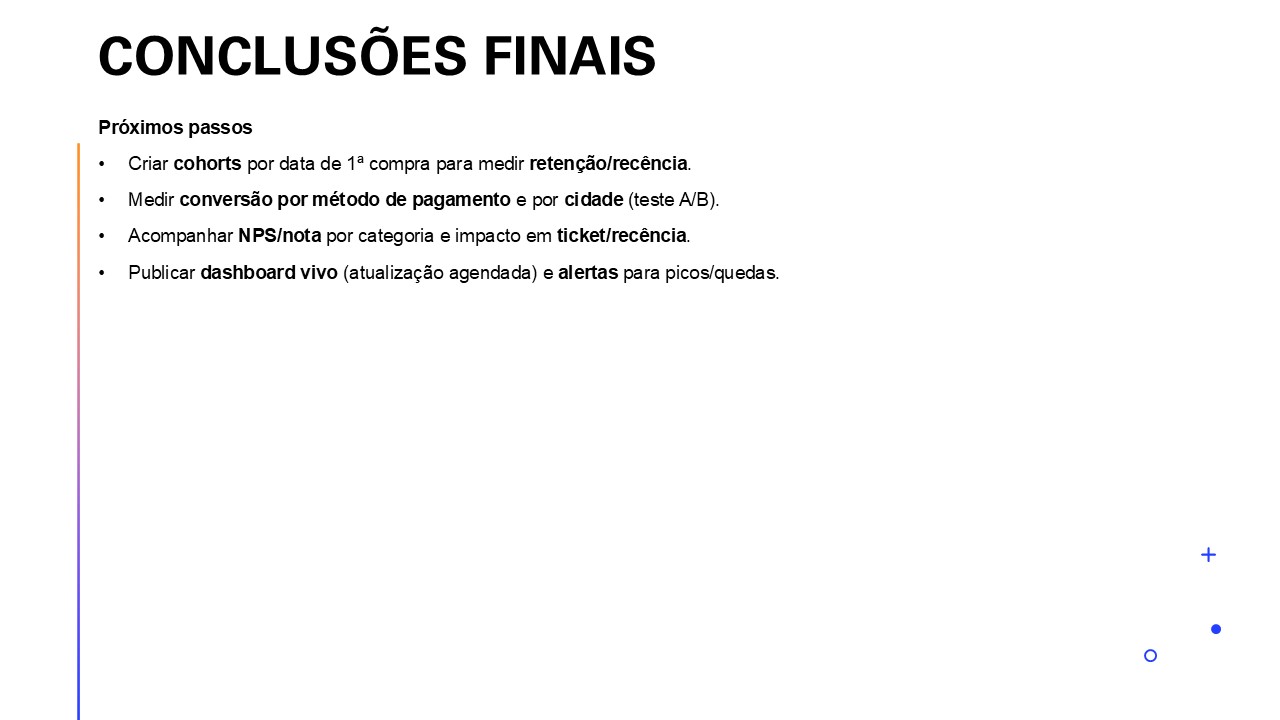 CONCLUSÕES FINAIS
Próximos passos
• Criar cohorts por data de 1ª compra para medir retenção/recência.
• Medir conversão por método de pagamento e por cidade (teste A/B).
• Acompanhar NPS/nota por categoria e impacto em ticket/recência.
• Publicar dashboard vivo (atualização agendada) e alertas para picos/quedas.